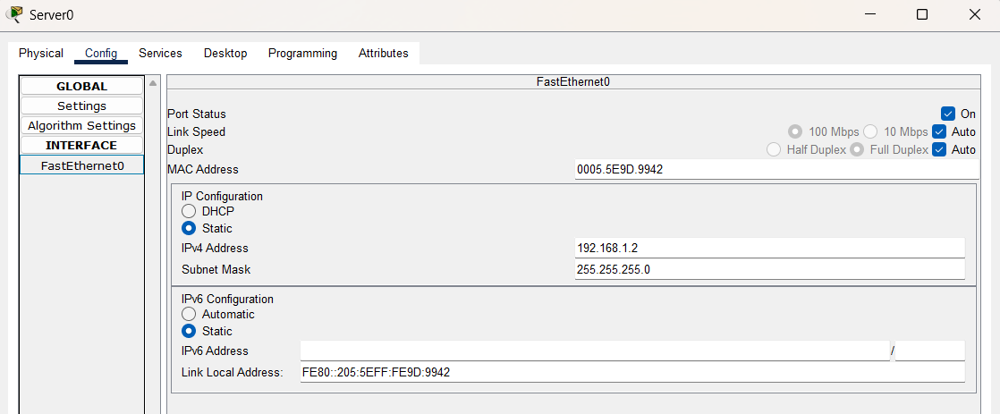 Server0
Physical Config Services Desktop Programming Attributes
GLOBAL
Settings
Algorithm Settings
INTERFACE
FastEthernet0
FastEthernet0
Port Status On
Link Speed 100 Mbps 10 Mbps Auto
Duplex Half Duplex Full Duplex Auto
MAC Address 0005.5E9D.9942
IP Configuration
DHCP
Static
IPv4 Address 192.168.1.2
Subnet Mask 255.255.255.0
IPv6 Configuration
Automatic
Static
IPv6 Address /
Link Local Address: FE80::205:5EFF:FE9D:9942